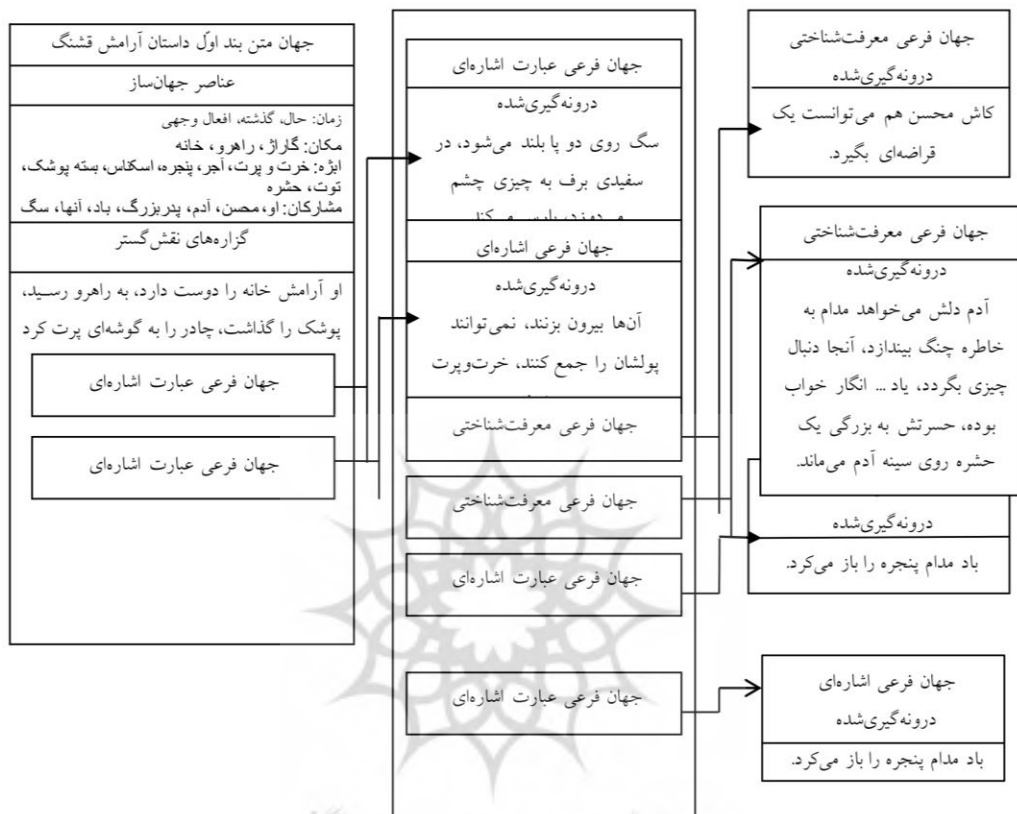 جهان متن بند اوّل داستان آرامش قشنگ
عناصر جهان‌ساز
زمان: حال، گذشته، افعال وجهی
مکان: گاراژ، راهرو، خانه
ابژه: خرت و پرت، آجر، پنجره، اسکناس، بسته پوشک،
توت، حشره
مشارکان: او، محسن، آدم، پدربزرگ، باد، آنها، سگ
گزاره‌های نقش‌گستر
او آرامش خانه را دوست دارد، به راهرو رسـید،
پوشک را گذاشت، چادر را به گوشه‌ای پرت کرد
جهان فرعی عبارت اشاره‌ای
جهان فرعی عبارت اشاره‌ای
جهان فرعی عبارت اشاره‌ای
درونه‌گیری‌شده
سگ روی دو پا بلند می‌شود، در
سفیدی برف به چیزی چشم
جهان فرعی اشاره‌ای
درونه‌گیری‌شده
آن‌ها بیرون بزنند، نمی‌توانند
پولشان را جمع کنند، خرت‌وپرت
جهان فرعی معرفت‌شناختی
جهان فرعی معرفت‌شناختی
جهان فرعی عبارت اشاره‌ای
جهان فرعی عبارت اشاره‌ای
جهان فرعی معرفت‌شناختی
درونه‌گیری‌شده
کاش محسن هم می‌توانست یک
قراضه‌ای بگیرد.
جهان فرعی معرفت‌شناختی
درونه‌گیری‌شده
آدم دلش می‌خواهد مدام به
خاطره چنگ بیندازد، آنجا دنبال
چیزی بگردد، یاد ... انگار خواب
بوده، حسرتش به بزرگی یک
حشره روی سینه آدم می‌ماند.
درونه‌گیری‌شده
باد مدام پنجره را باز می‌کرد.
جهان فرعی اشاره‌ای
درونه‌گیری‌شده
باد مدام پنجره را باز می‌کرد.